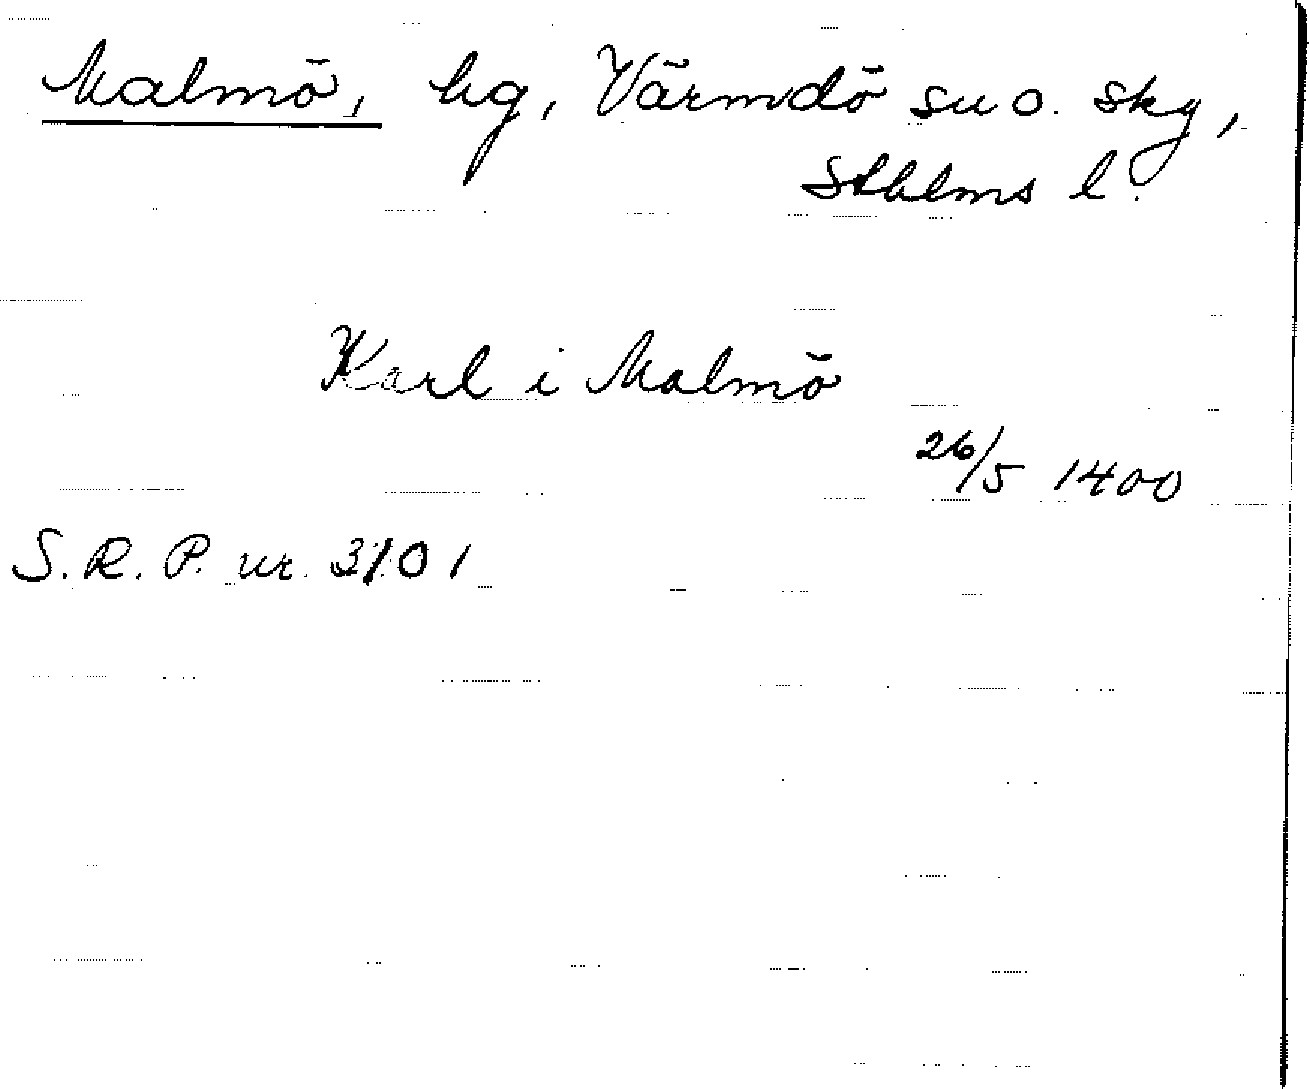 Malmö, hg, Värmdö sn o. skg,
Sthlms l.
Karl i Malmö
26/5 1400
S. R. P. nr. 3101